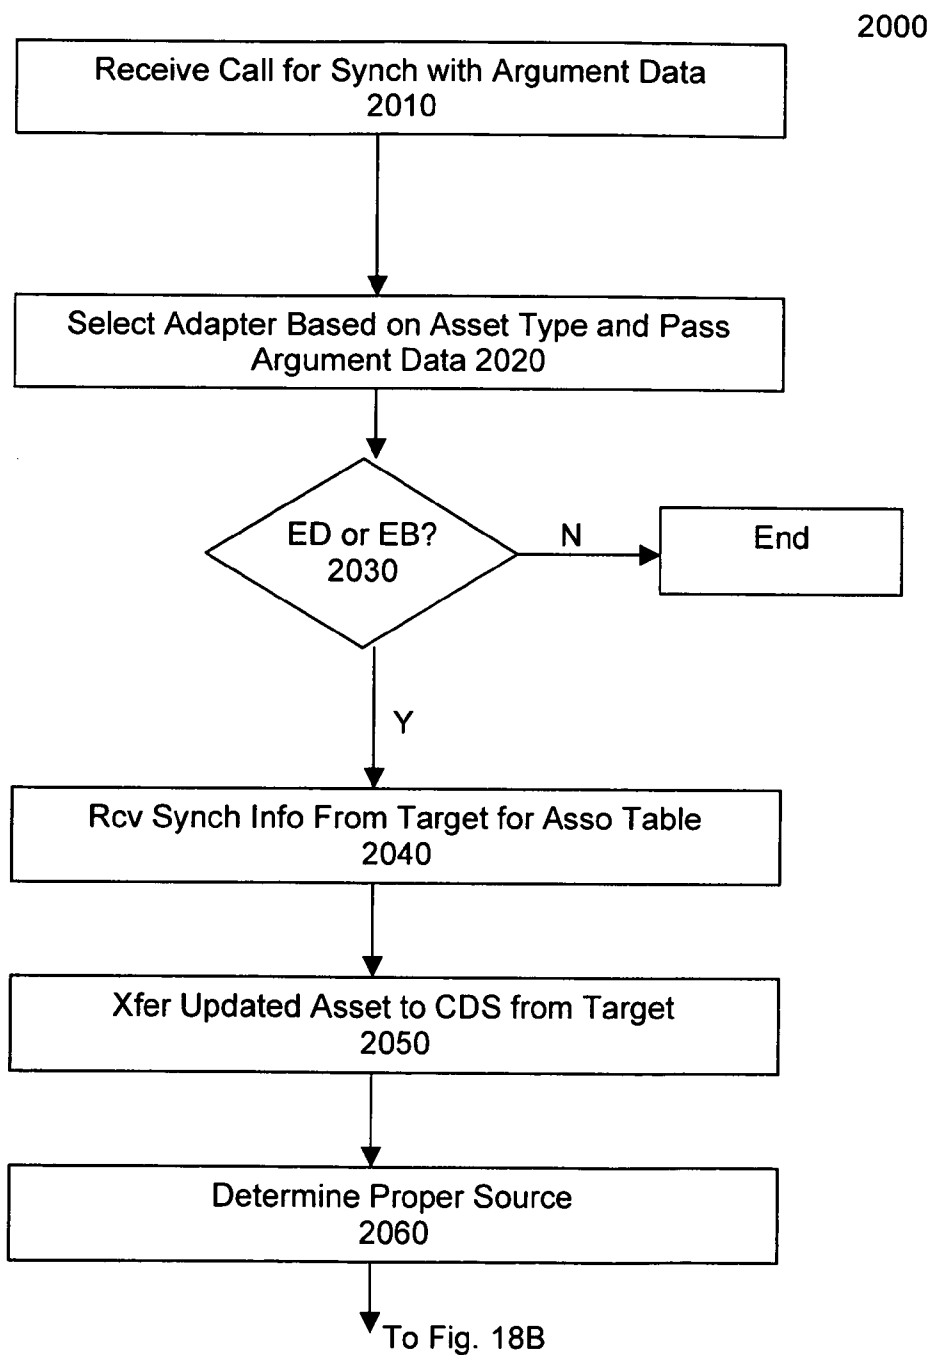 2000
Receive Call for Synch with Argument Data
2010
Select Adapter Based on Asset Type and Pass
Argument Data 2020
ED or EB?
2030
N
End
Y
Rcv Synch Info From Target for Asso Table
2040
Xfer Updated Asset to CDS from Target
2050
Determine Proper Source
2060
To Fig. 18B